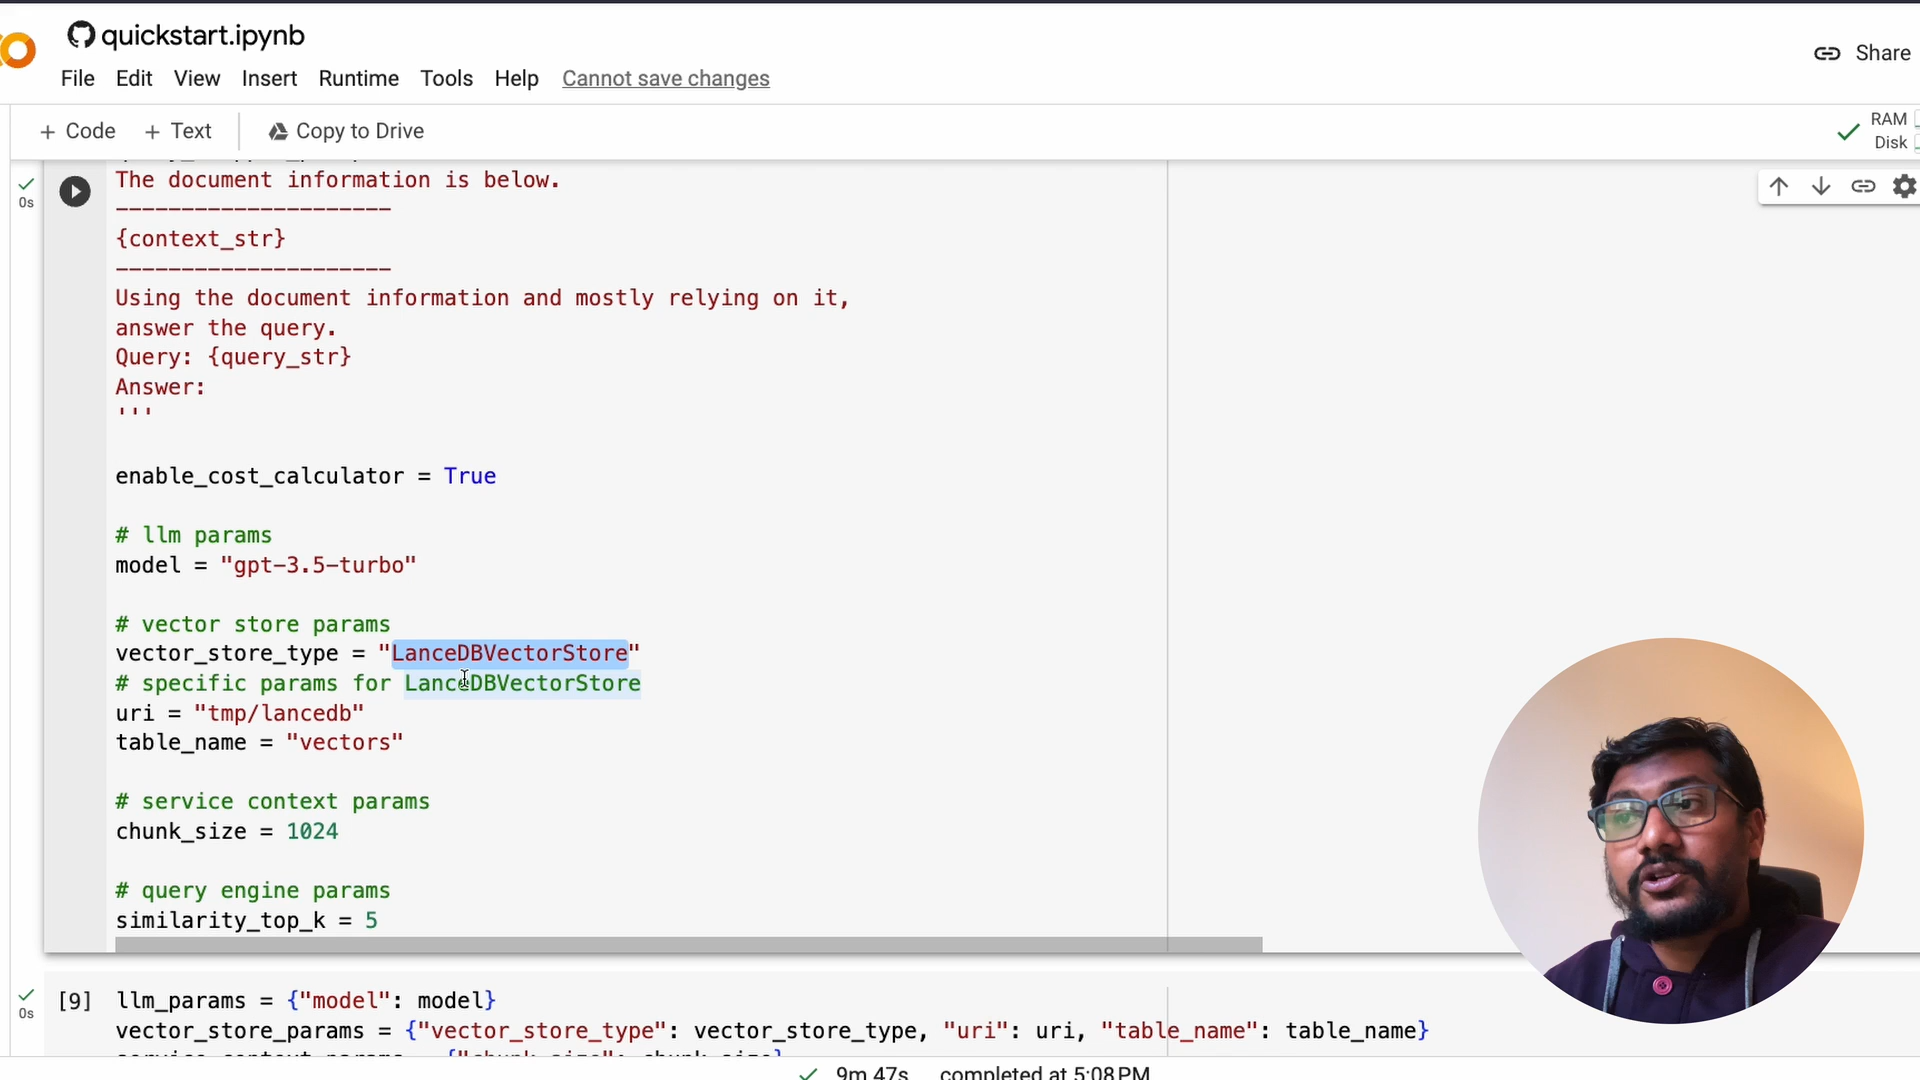 quickstart.ipynb
File Edit View Insert Runtime Tools Help Cannot save changes
Share
+ Code + Text Copy to Drive
RAM
Disk
0s
The document information is below.
---------------------
{context_str}
---------------------
Using the document information and mostly relying on it,
answer the query.
Query: {query_str}
Answer:
'''
enable_cost_calculator = True
# llm params
model = "gpt-3.5-turbo"
# vector store params
vector_store_type = "LanceDBVectorStore"
# specific params for LanceDBVectorStore
uri = "tmp/lancedb"
table_name = "vectors"
# service context params
chunk_size = 1024
# query engine params
similarity_top_k = 5
0s
[9] llm_params = {"model": model}
vector_store_params = {"vector_store_type": vector_store_type, "uri": uri, "table_name": table_name}
service_context_params = {"chunk_size": chunk_size}
9m 47s completed at 5:08 PM